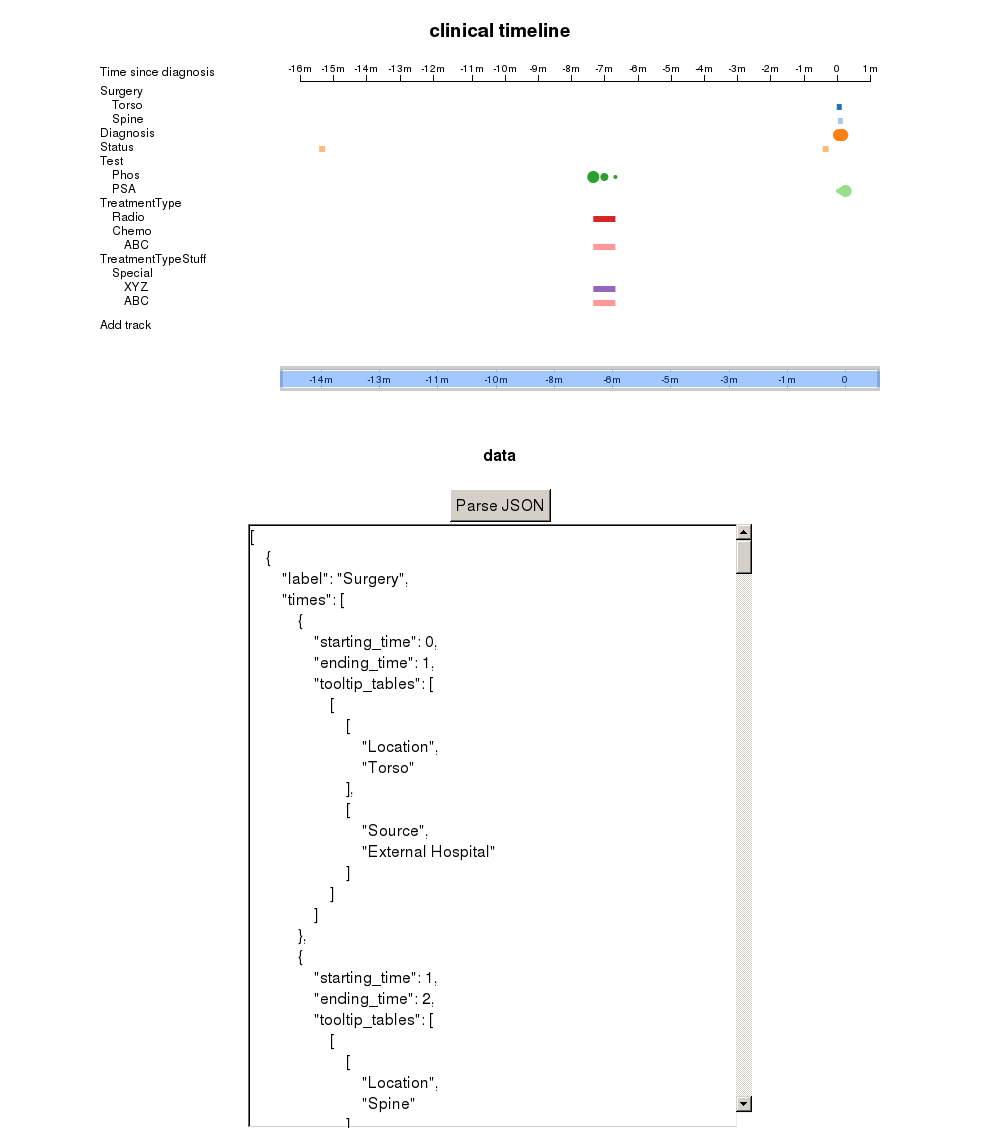 clinical timeline
Time since diagnosis
-16m -15m -14m -13m -12m -11m -10m -9m -8m -7m -6m -5m -4m -3m -2m -1m 0 1m
Surgery
Torso
Spine
Diagnosis
Status
Test
Phos
PSA
TreatmentType
Radio
Chemo
ABC
TreatmentTypeStuff
Special
XYZ
ABC
Add track
-14m -13m -11m -10m -8m -7m -6m -5m -3m -1m 0
data
Parse JSON
[
{
"label": "Surgery",
"times": [
{
"starting_time": 0,
"ending_time": 1,
"tooltip_tables": [
[
[
"Location",
"Torso"
],
[
"Source",
"External Hospital"
]
]
]
},
{
"starting_time": 1,
"ending_time": 2,
"tooltip_tables": [
[
[
"Location",
"Spine"
]